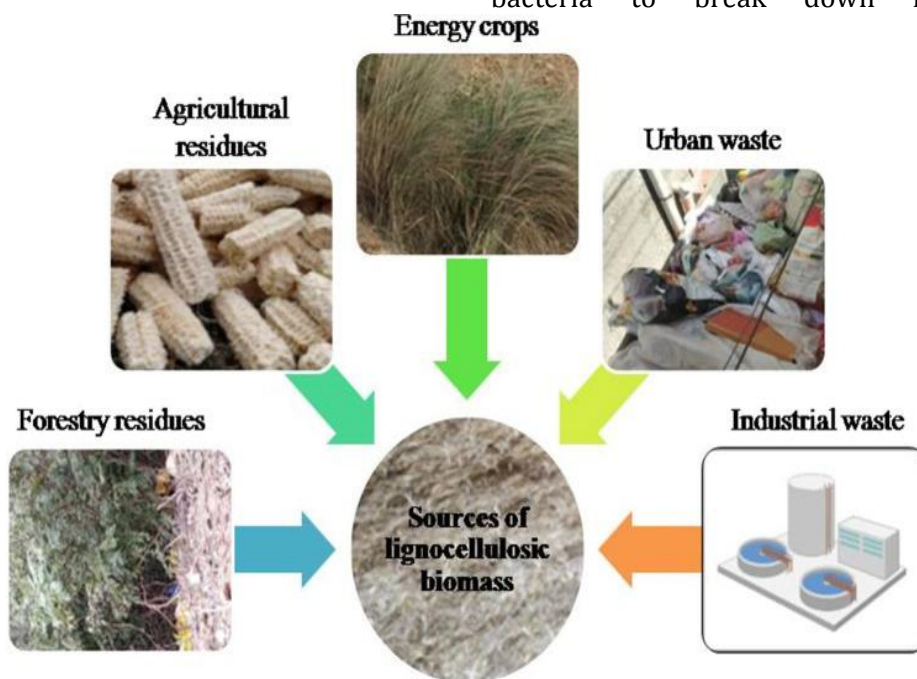 bacteria to break down
Energy crops
Agricultural
residues
Urban waste
Forestry residues
Industrial waste
Sources of
lignocellulosic
biomass